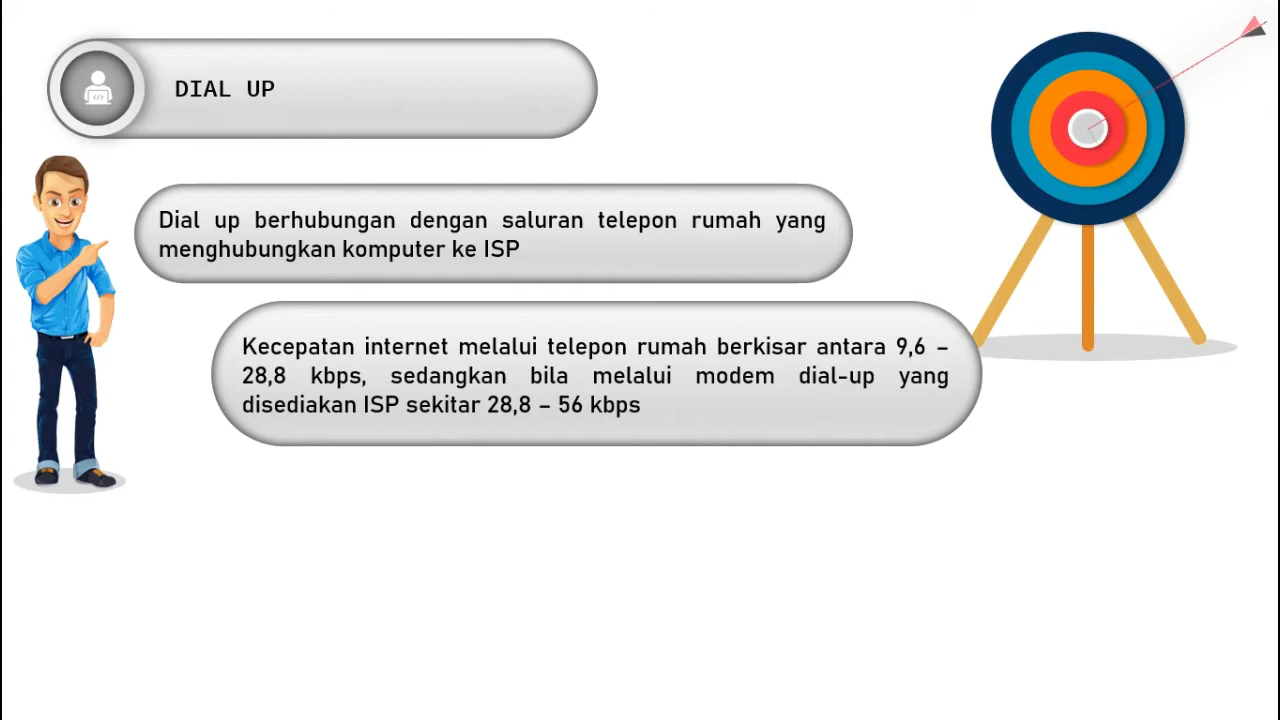 DIAL UP
Dial up berhubungan dengan saluran telepon rumah yang
menghubungkan komputer ke ISP
Kecepatan internet melalui telepon rumah berkisar antara 9,6 –
28,8 kbps, sedangkan bila melalui modem dial-up yang
disediakan ISP sekitar 28,8 – 56 kbps